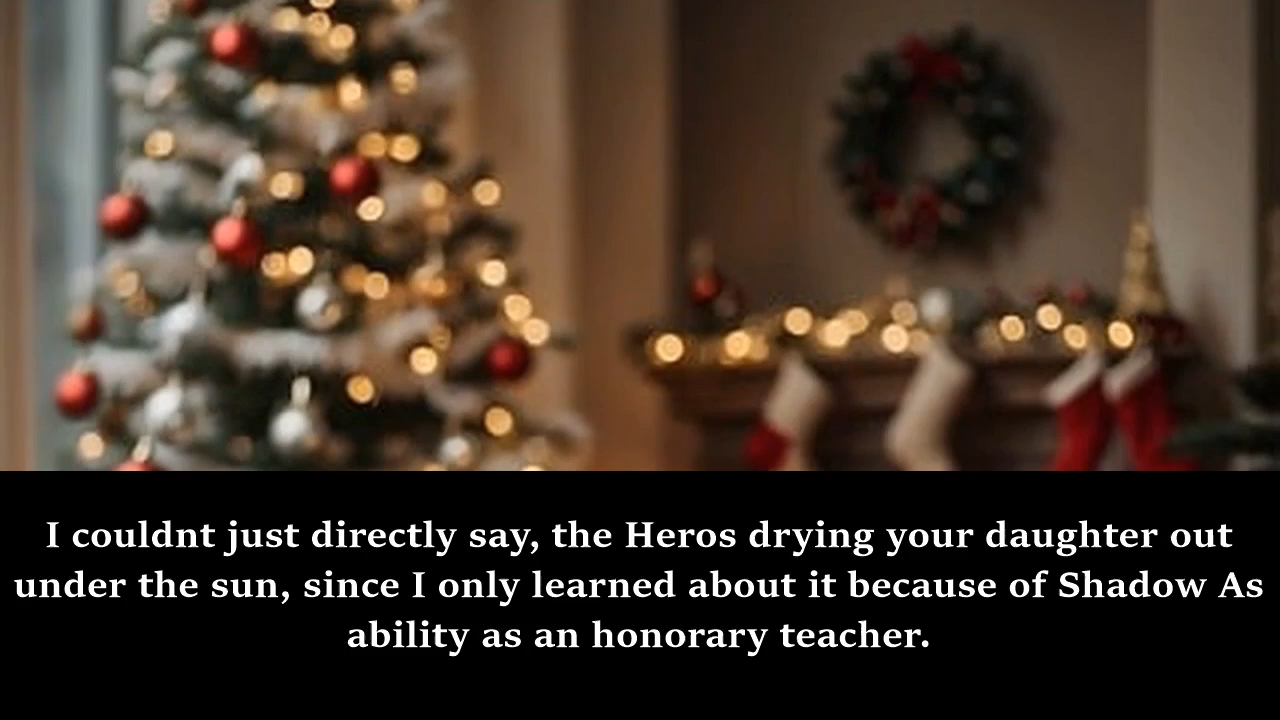 I couldnt just directly say, the Heros drying your daughter out
under the sun, since I only learned about it because of Shadow As
ability as an honorary teacher.